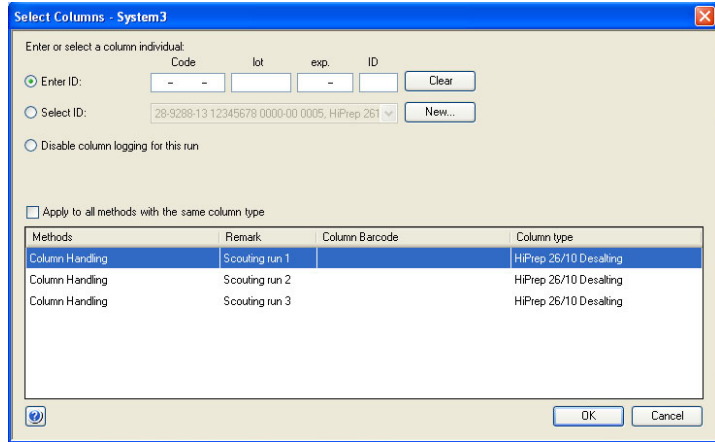 Select Columns - System3
Enter or select a column individual:
Code lot exp. ID
Enter ID: - - - Clear
Select ID: 28-9288-13 12345678 0000-00 0005, HiPrep 261 New...
Disable column logging for this run
Apply to all methods with the same column type
Methods Remark Column Barcode Column type
Column Handling Scouting run 1 HiPrep 26/10 Desalting
Column Handling Scouting run 2 HiPrep 26/10 Desalting
Column Handling Scouting run 3 HiPrep 26/10 Desalting
? OK Cancel